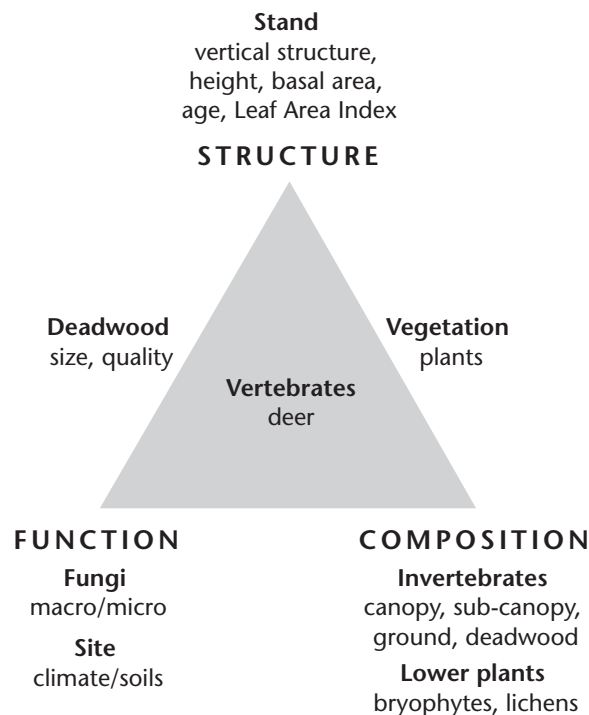 Stand
vertical structure,
height, basal area,
age, Leaf Area Index
STRUCTURE
Deadwood
size, quality
Vegetation
plants
Vertebrates
deer
FUNCTION
Fungi
macro/micro
Site
climate/soils
COMPOSITION
Invertebrates
canopy, sub-canopy,
ground, deadwood
Lower plants
bryophytes, lichens